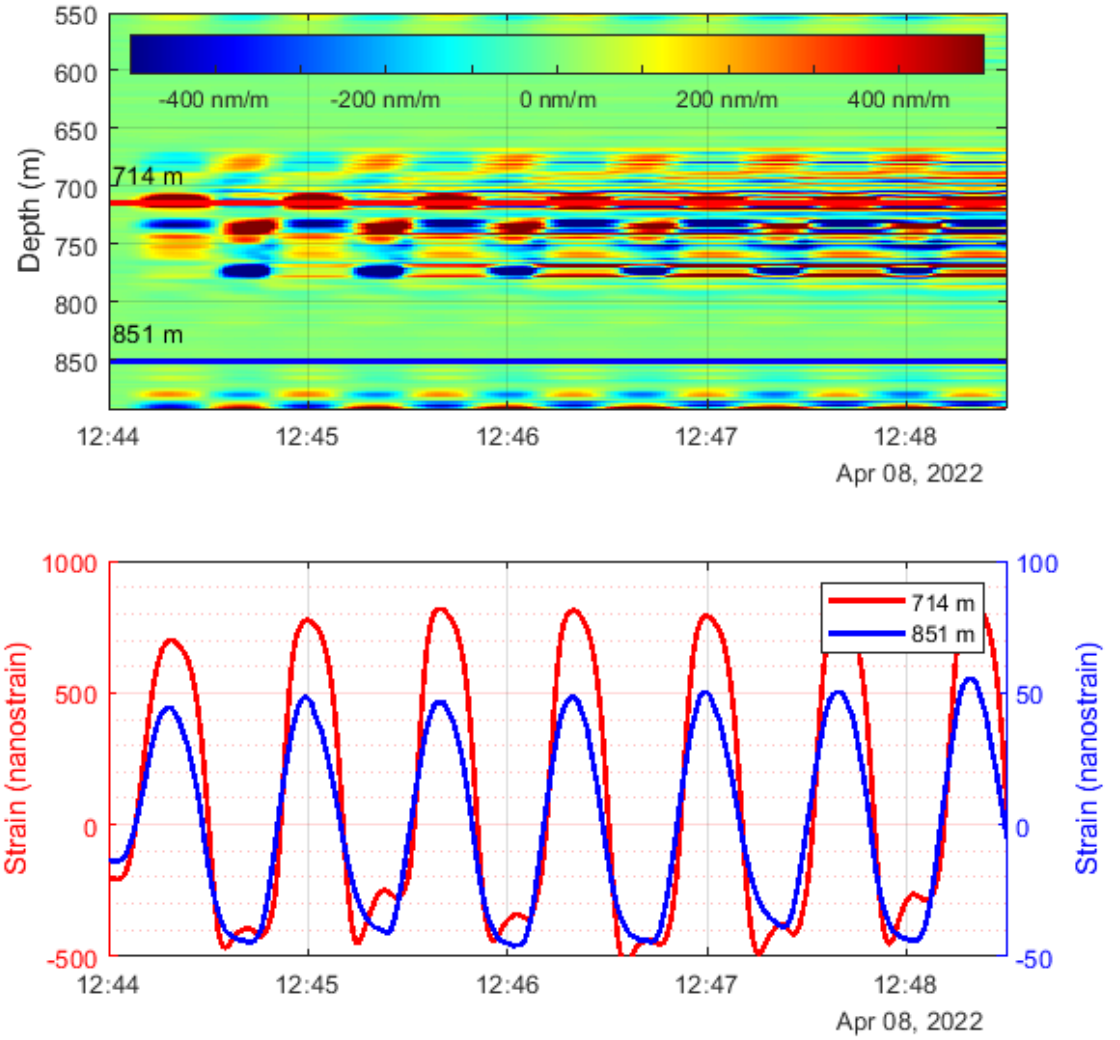 550
600
650
700
750
800
850
Depth (m)
-400 nm/m -200 nm/m 0 nm/m 200 nm/m 400 nm/m
714 m
851 m
12:44 12:45 12:46 12:47 12:48
Apr 08, 2022
1000
500
0
-500
Strain (nanostrain)
714 m
851 m
100
50
0
-50
Strain (nanostrain)
12:44 12:45 12:46 12:47 12:48
Apr 08, 2022